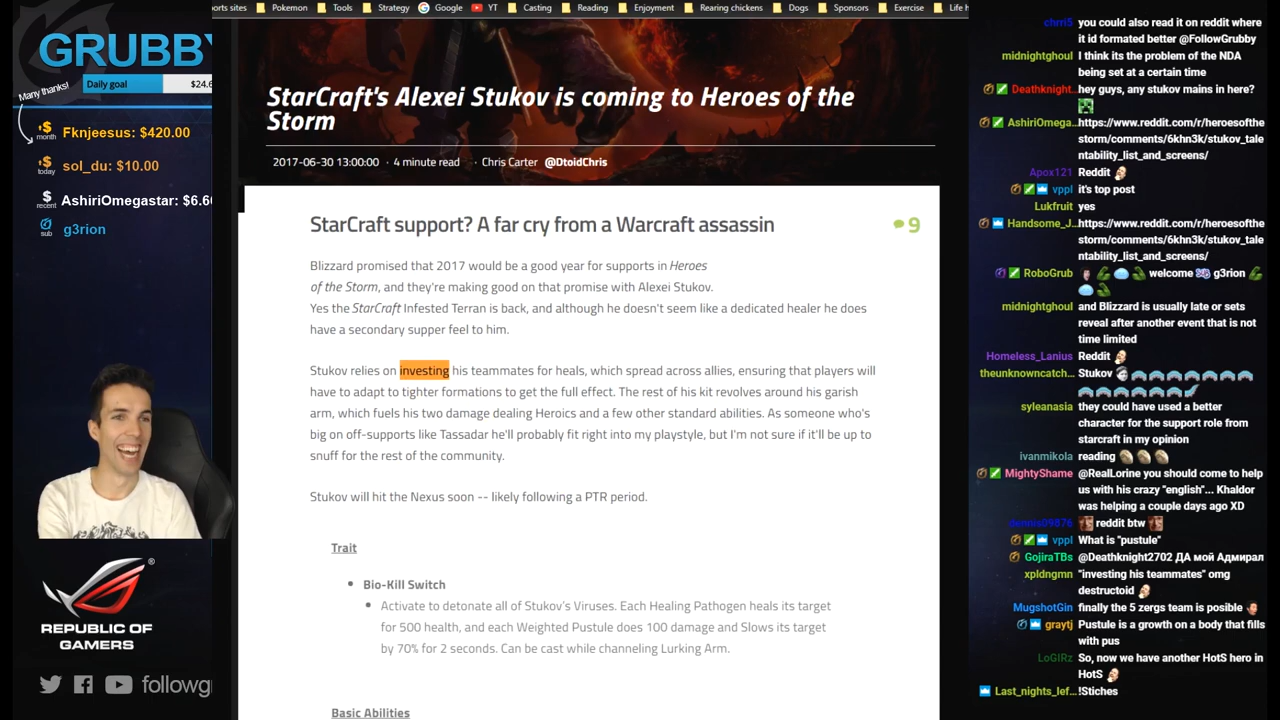 GRUBBY
Many thanks!
Daily goal $24.6
month Fknjeesus: $420.00
today sol_du: $10.00
recent AshiriOmegastar: $6.66
sub g3rion
REPUBLIC OF
GAMERS
followgr
orts sites Pokemon Tools Strategy Google YT Casting Reading Enjoyment Rearing chickens Dogs Sponsors Exercise Life h
StarCraft's Alexei Stukov is coming to Heroes of the
Storm
2017-06-30 13:00:00 · 4 minute read · Chris Carter @DtoidChris
StarCraft support? A far cry from a Warcraft assassin
9
Blizzard promised that 2017 would be a good year for supports in Heroes
of the Storm, and they're making good on that promise with Alexei Stukov.
Yes the StarCraft Infested Terran is back, and although he doesn't seem like a dedicated healer he does
have a secondary supper feel to him.
Stukov relies on investing his teammates for heals, which spread across allies, ensuring that players will
have to adapt to tighter formations to get the full effect. The rest of his kit revolves around his garish
arm, which fuels his two damage dealing Heroics and a few other standard abilities. As someone who's
big on off-supports like Tassadar he'll probably fit right into my playstyle, but I'm not sure if it'll be up to
snuff for the rest of the community.
Stukov will hit the Nexus soon -- likely following a PTR period.
Trait
Bio-Kill Switch
Activate to detonate all of Stukov's Viruses. Each Healing Pathogen heals its target
for 500 health, and each Weighted Pustule does 100 damage and Slows its target
by 70% for 2 seconds. Can be cast while channeling Lurking Arm.
Basic Abilities
chrri5 you could also read it on reddit where
it id formated better @FollowGrubby
midnightghoul I think its the problem of the NDA
being set at a certain time
Deathknight... hey guys, any stukov mains in here?
AshiriOmega... https://www.reddit.com/r/heroesofthe
storm/comments/6khn3k/stukov_tale
ntability_list_and_screens/
Apox121 Reddit
vppl it's top post
Lukfruit yes
Handsome_J... https://www.reddit.com/r/heroesofthe
storm/comments/6khn3k/stukov_tale
ntability_list_and_screens/
RoboGrub welcome g3rion
midnightghoul and Blizzard is usually late or sets
reveal after another event that is not
time limited
Homeless_Lanius Reddit
theunknowncatch... Stukov
syleanasia they could have used a better
character for the support role from
starcraft in my opinion
ivanmikola reading
MightyShame @RealLorine you should come to help
us with his crazy "english"... Khaldor
was helping a couple days ago XD
dennis09876 reddit btw
vppl What is "pustule"
GojiraTBs @Deathknight2702 ДА мой Адмирал
xpldngmn "investing his teammates" omg
destructoid
MugshotGin finally the 5 zergs team is posible
graytj Pustule is a growth on a body that fills
with pus
LoGIRz So, now we have another HotS hero in
HotS
Last_nights_lef... !Stiches